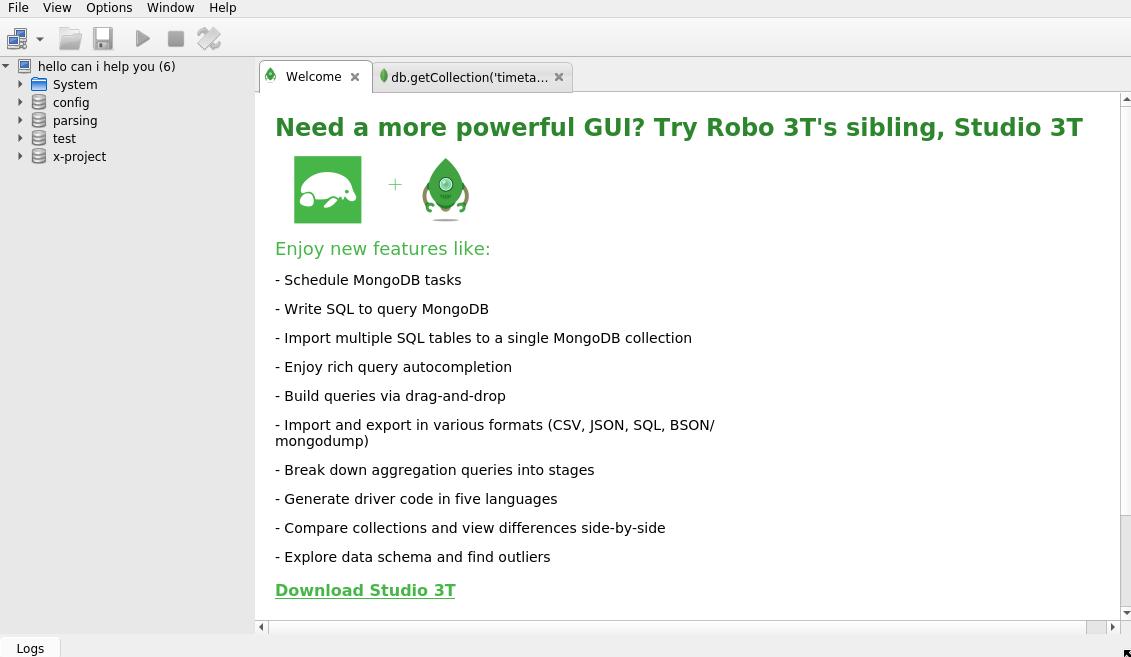 File View Options Window Help
hello can i help you (6)
System
config
parsing
test
x-project
Welcome db.getCollection('timeta...
Need a more powerful GUI? Try Robo 3T's sibling, Studio 3T
+
Enjoy new features like:
- Schedule MongoDB tasks
- Write SQL to query MongoDB
- Import multiple SQL tables to a single MongoDB collection
- Enjoy rich query autocompletion
- Build queries via drag-and-drop
- Import and export in various formats (CSV, JSON, SQL, BSON/
mongodump)
- Break down aggregation queries into stages
- Generate driver code in five languages
- Compare collections and view differences side-by-side
- Explore data schema and find outliers
Download Studio 3T
Logs